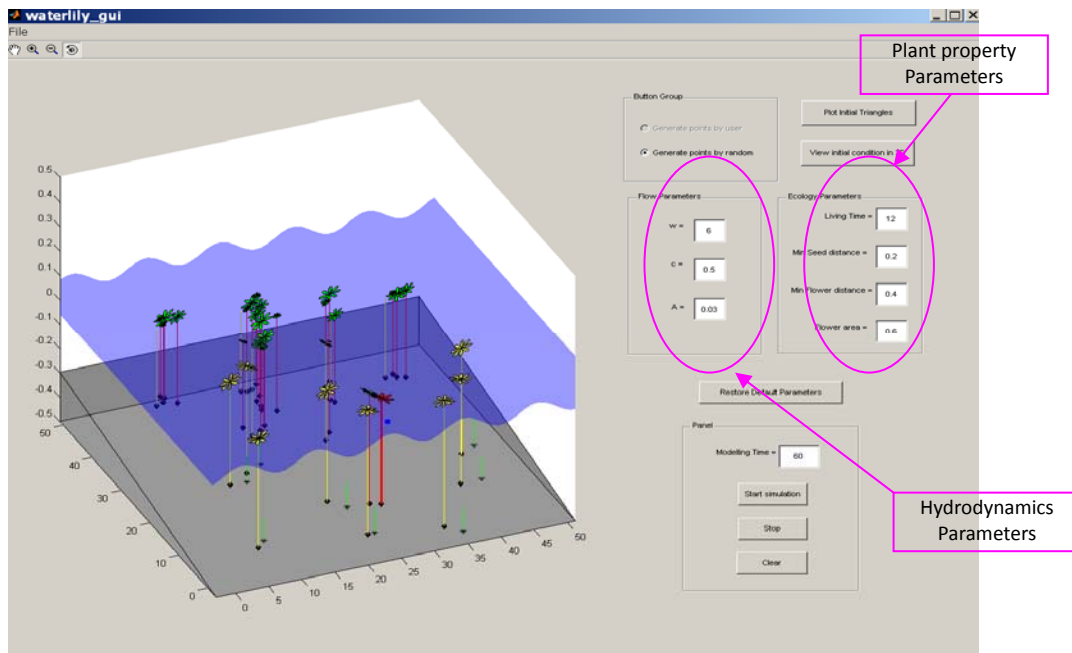 waterlily_gui
File
Plant property
Parameters
Button Group
Generate points by user
Generate points by random
Plot Initial Triangles
View initial condition in
Flow Parameters
w =
6
c =
0.5
A =
0.03
Ecology Parameters
Living Time =
12
Min Seed distance =
0.2
Min Flower distance =
0.4
Flower area =
0.6
Restore Default Parameters
Panel
Modelling Time =
60
Start simulation
Stop
Clear
Hydrodynamics
Parameters
0.5
0.4
0.3
0.2
0.1
0
-0.1
-0.2
-0.3
-0.4
-0.5
50
40
30
20
10
0
0
5
10
15
20
25
30
35
40
45
50